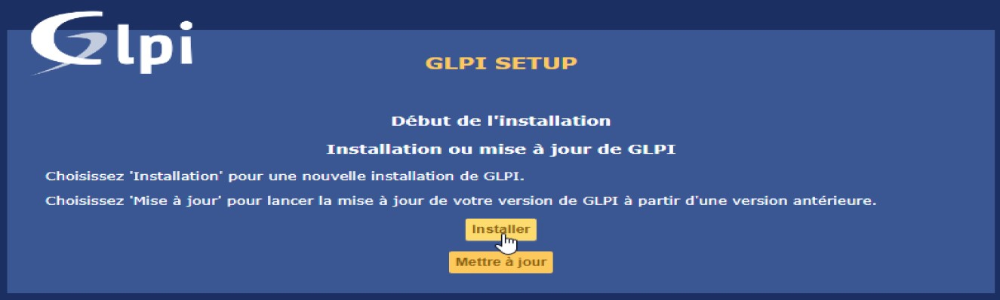 Glpi
GLPI SETUP
Début de l'installation
Installation ou mise à jour de GLPI
Choisissez 'Installation' pour une nouvelle installation de GLPI.
Choisissez 'Mise à jour' pour lancer la mise à jour de votre version de GLPI à partir d'une version antérieure.
Installer
Mettre à jour